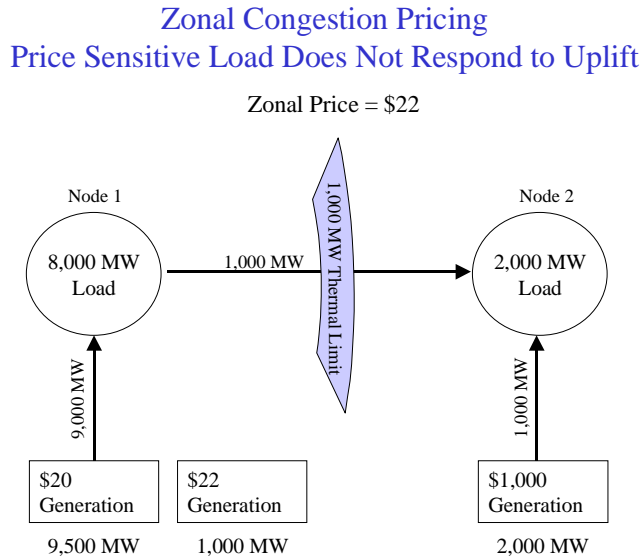 Zonal Congestion Pricing
Price Sensitive Load Does Not Respond to Uplift
Zonal Price = $22
Node 1
Node 2
8,000 MW
Load
1,000 MW
1,000 MW Thermal Limit
2,000 MW
Load
9,000 MW
1,000 MW
$20
Generation
$22
Generation
$1,000
Generation
9,500 MW
1,000 MW
2,000 MW